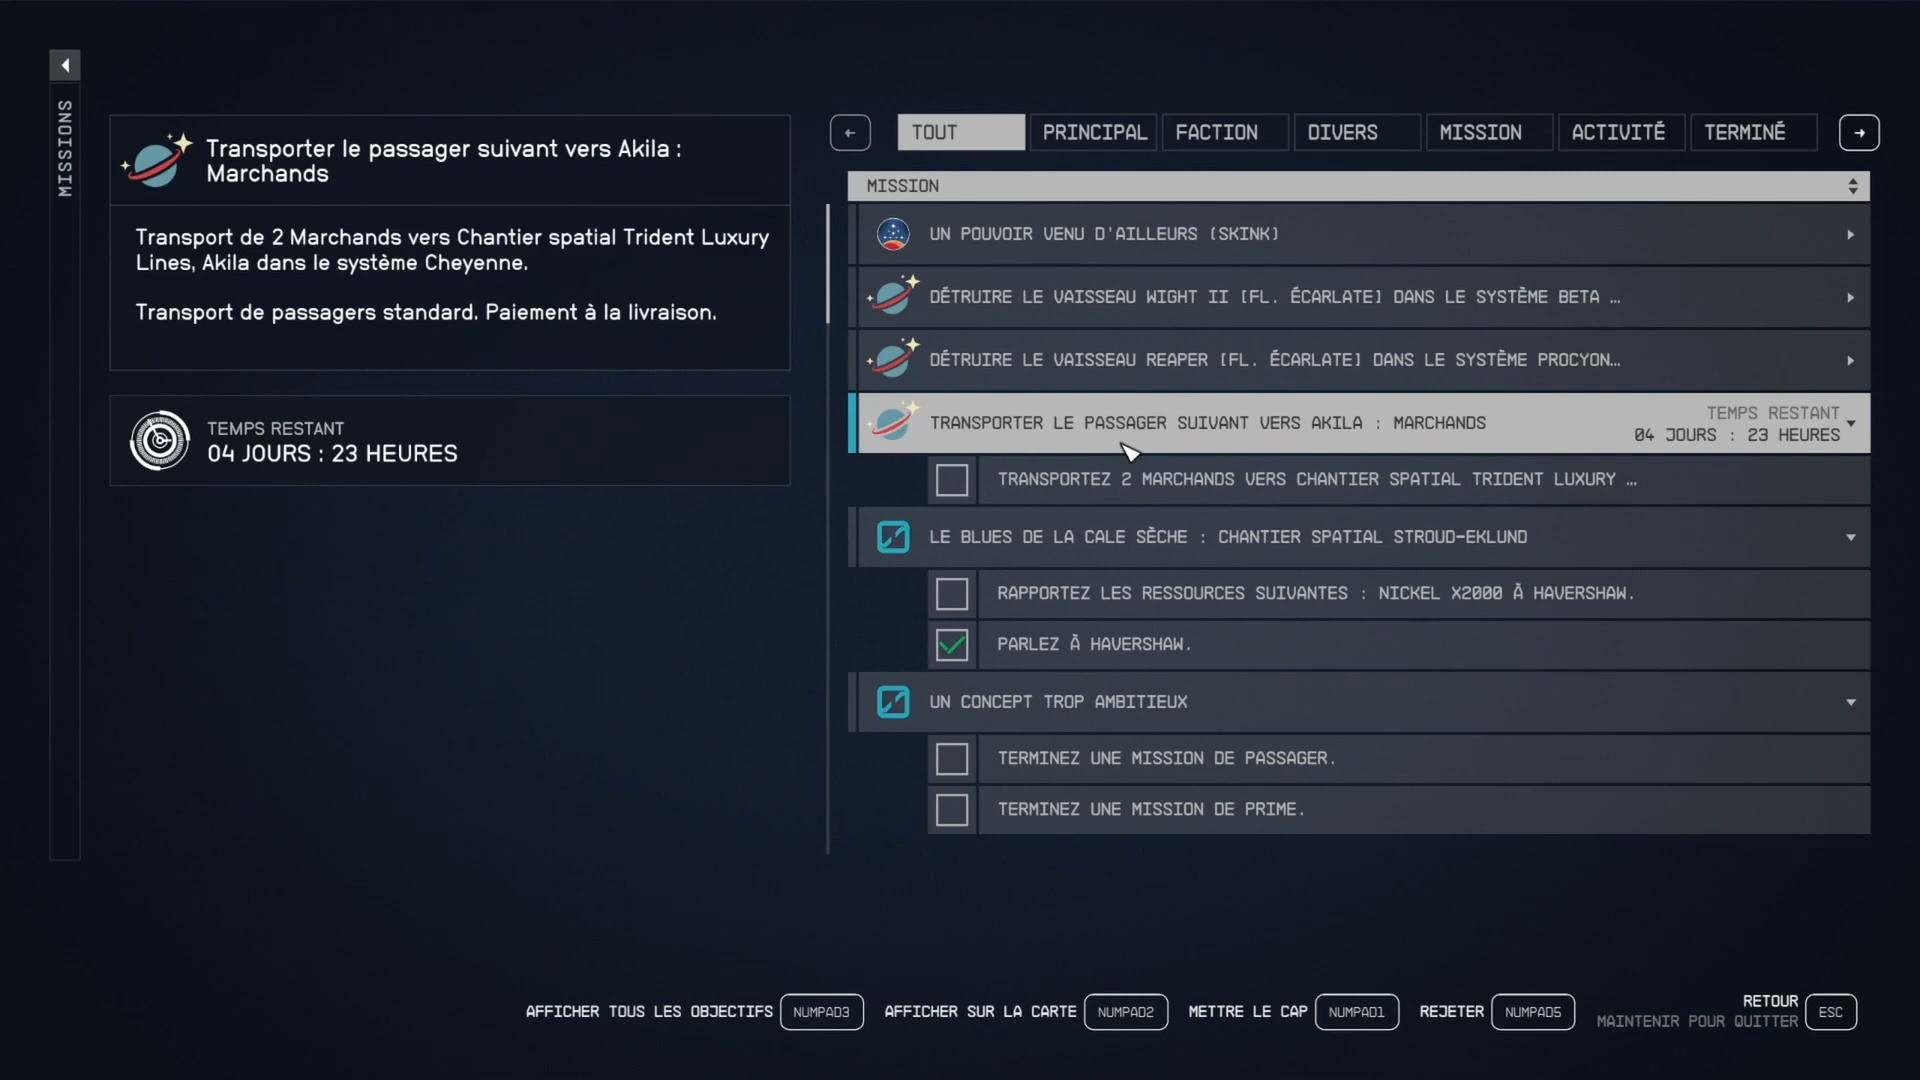 MISSIONS
Transporter le passager suivant vers Akila :
Marchands
Transport de 2 Marchands vers Chantier spatial Trident Luxury
Lines, Akila dans le système Cheyenne.
Transport de passagers standard. Paiement à la livraison.
TEMPS RESTANT
04 JOURS : 23 HEURES
TOUT
PRINCIPAL
FACTION
DIVERS
MISSION
ACTIVITÉ
TERMINÉ
MISSION
UN POUVOIR VENU D'AILLEURS (SKINK)
DÉTRUIRE LE VAISSEAU WIGHT II [FL. ÉCARLATE] DANS LE SYSTÈME BETA ...
DÉTRUIRE LE VAISSEAU REAPER [FL. ÉCARLATE] DANS LE SYSTÈME PROCYON...
TRANSPORTER LE PASSAGER SUIVANT VERS AKILA : MARCHANDS
TEMPS RESTANT
04 JOURS : 23 HEURES
TRANSPORTEZ 2 MARCHANDS VERS CHANTIER SPATIAL TRIDENT LUXURY ...
LE BLUES DE LA CALE SÈCHE : CHANTIER SPATIAL STROUD-EKLUND
RAPPORTEZ LES RESSOURCES SUIVANTES : NICKEL X2000 À HAVERSHAW.
PARLEZ À HAVERSHAW.
UN CONCEPT TROP AMBITIEUX
TERMINEZ UNE MISSION DE PASSAGER.
TERMINEZ UNE MISSION DE PRIME.
AFFICHER TOUS LES OBJECTIFS NUMPAD3
AFFICHER SUR LA CARTE NUMPAD2
METTRE LE CAP NUMPAD1
REJETER NUMPAD5
RETOUR
MAINTENIR POUR QUITTER
ESC